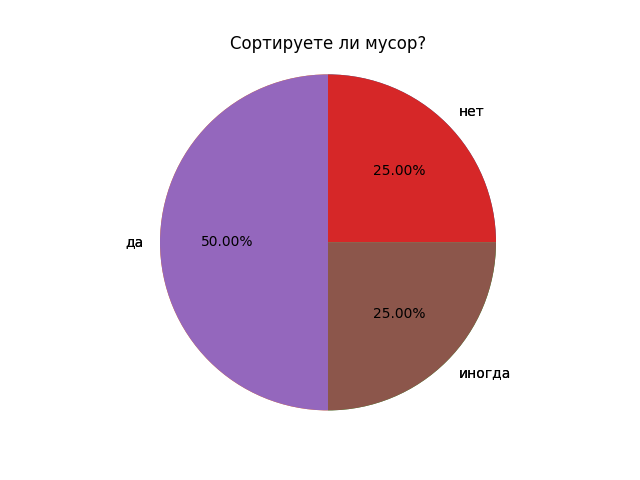 Сортируете ли мусор?
нет
25.00%
да
50.00%
25.00%
иногда